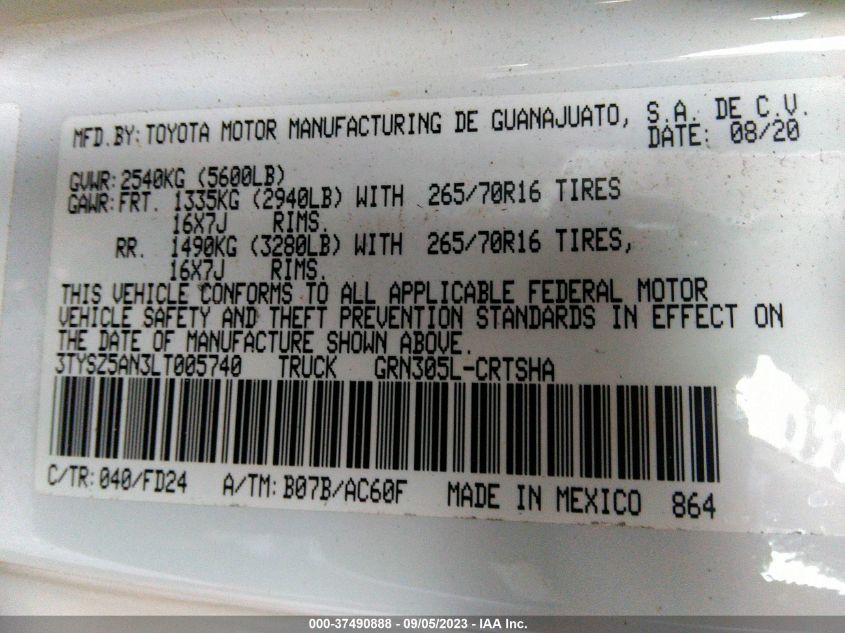 MFD.BY: TOYOTA MOTOR MANUFACTURING DE GUANAJUATO, S.A. DE C.V.
DATE: 08/20
GVWR: 2540KG (5600LB)
GAWR: FRT. 1335KG (2940LB) WITH 265/70R16 TIRES
16X7J RIMS.
RR. 1490KG (3280LB) WITH 265/70R16 TIRES,
16X7J RIMS.
THIS VEHICLE CONFORMS TO ALL APPLICABLE FEDERAL MOTOR
VEHICLE SAFETY AND THEFT PREVENTION STANDARDS IN EFFECT ON
THE DATE OF MANUFACTURE SHOWN ABOVE.
3TYSZ5AN3LT005740 TRUCK GRN305L-CRTSHA
C/TR: 040/FD24 A/TM: B07B/AC60F MADE IN MEXICO 864
000-37490888 - 09/05/2023 - IAA Inc.